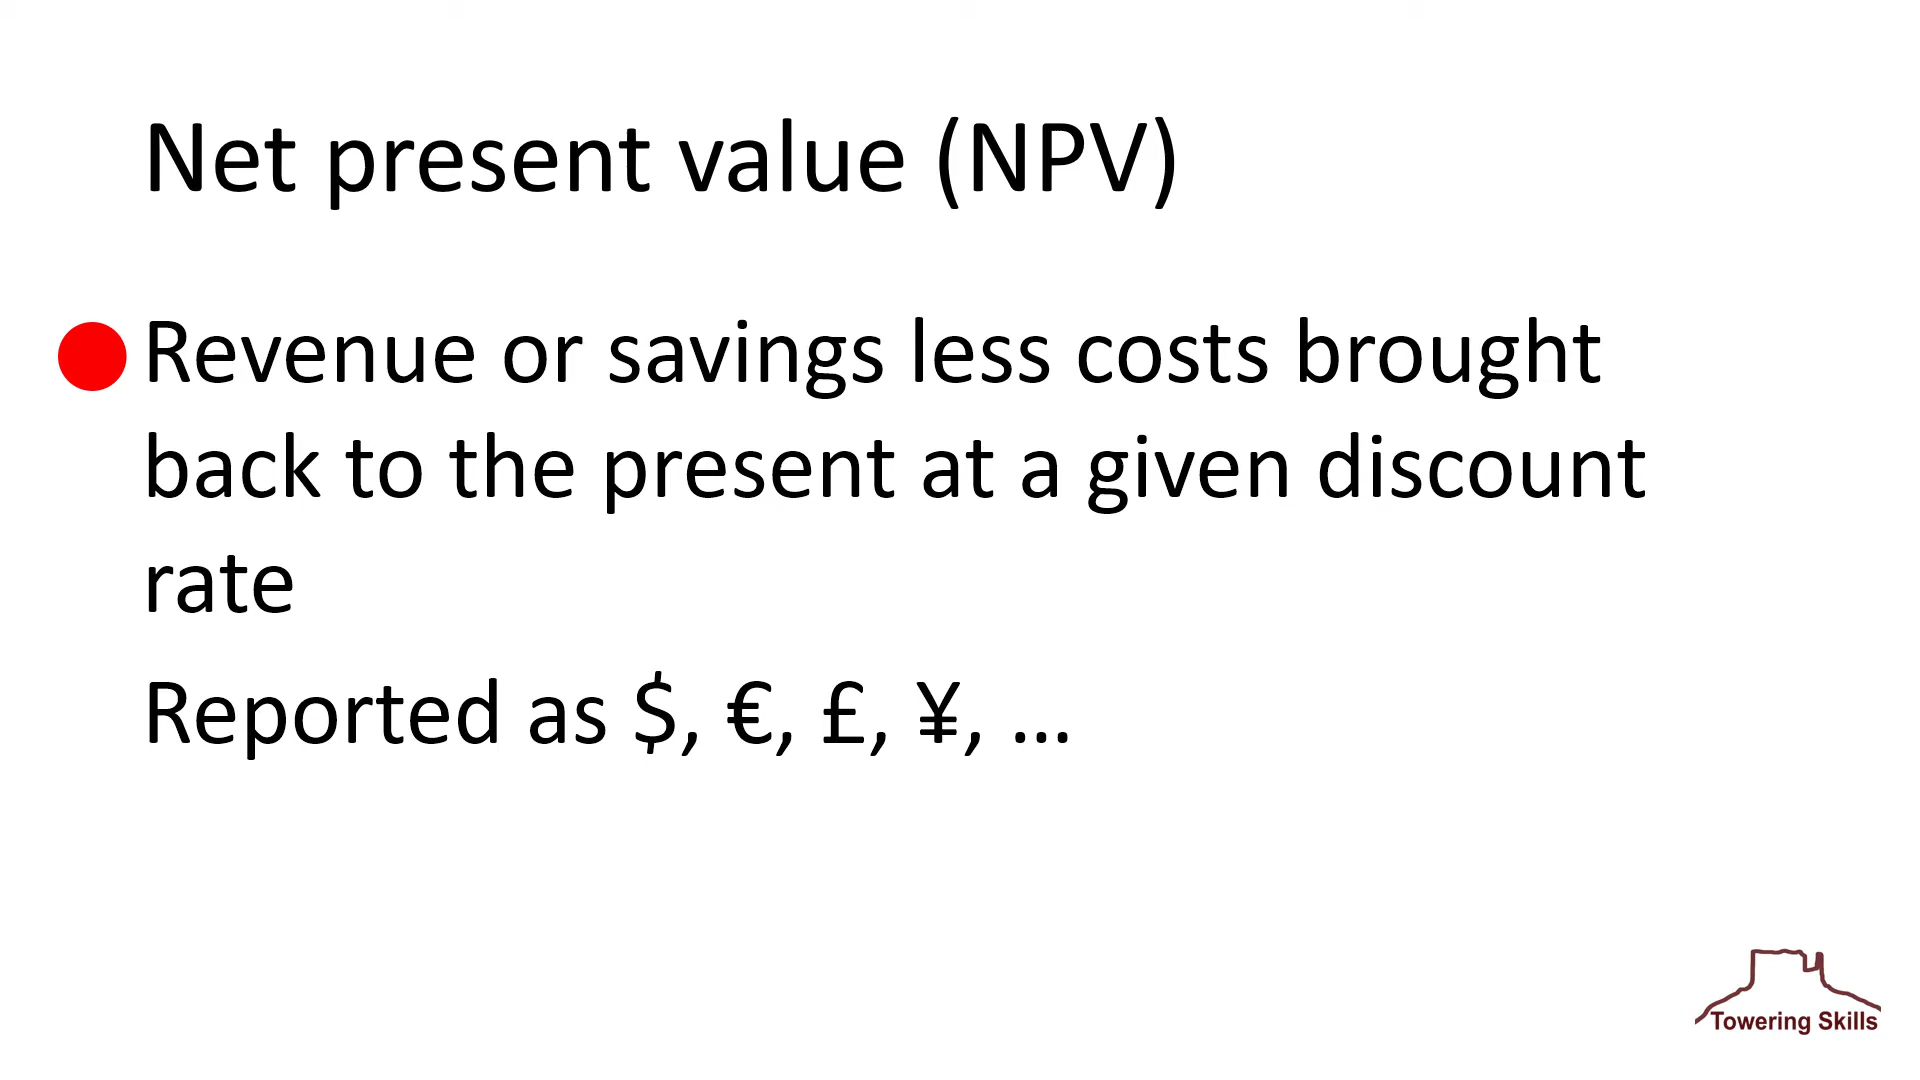 Net present value (NPV)
Revenue or savings less costs brought
back to the present at a given discount
rate
Reported as $, €, £, ¥, ...
Towering Skills